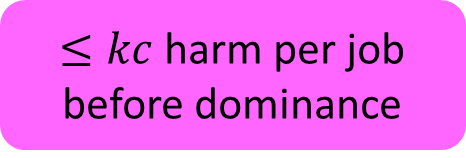 ≤ kc harm per job
before dominance